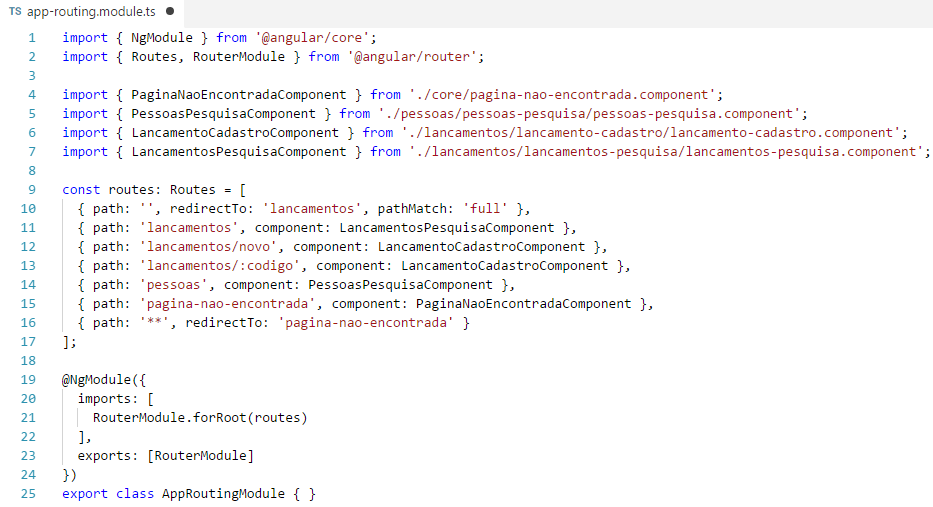 TS app-routing.module.ts ●
1 import { NgModule } from '@angular/core';
2 import { Routes, RouterModule } from '@angular/router';
3
4 import { PaginaNaoEncontradaComponent } from './core/pagina-nao-encontrada.component';
5 import { PessoasPesquisaComponent } from './pessoas/pessoas-pesquisa/pessoas-pesquisa.component';
6 import { LancamentoCadastroComponent } from './lancamentos/lancamento-cadastro/lancamento-cadastro.component';
7 import { LancamentosPesquisaComponent } from './lancamentos/lancamentos-pesquisa/lancamentos-pesquisa.component';
8
9 const routes: Routes = [
10 { path: '', redirectTo: 'lancamentos', pathMatch: 'full' },
11 { path: 'lancamentos', component: LancamentosPesquisaComponent },
12 { path: 'lancamentos/novo', component: LancamentoCadastroComponent },
13 { path: 'lancamentos/:codigo', component: LancamentoCadastroComponent },
14 { path: 'pessoas', component: PessoasPesquisaComponent },
15 { path: 'pagina-nao-encontrada', component: PaginaNaoEncontradaComponent },
16 { path: '**', redirectTo: 'pagina-nao-encontrada' }
17 ];
18
19 @NgModule({
20 imports: [
21 RouterModule.forRoot(routes)
22 ],
23 exports: [RouterModule]
24 })
25 export class AppRoutingModule { }